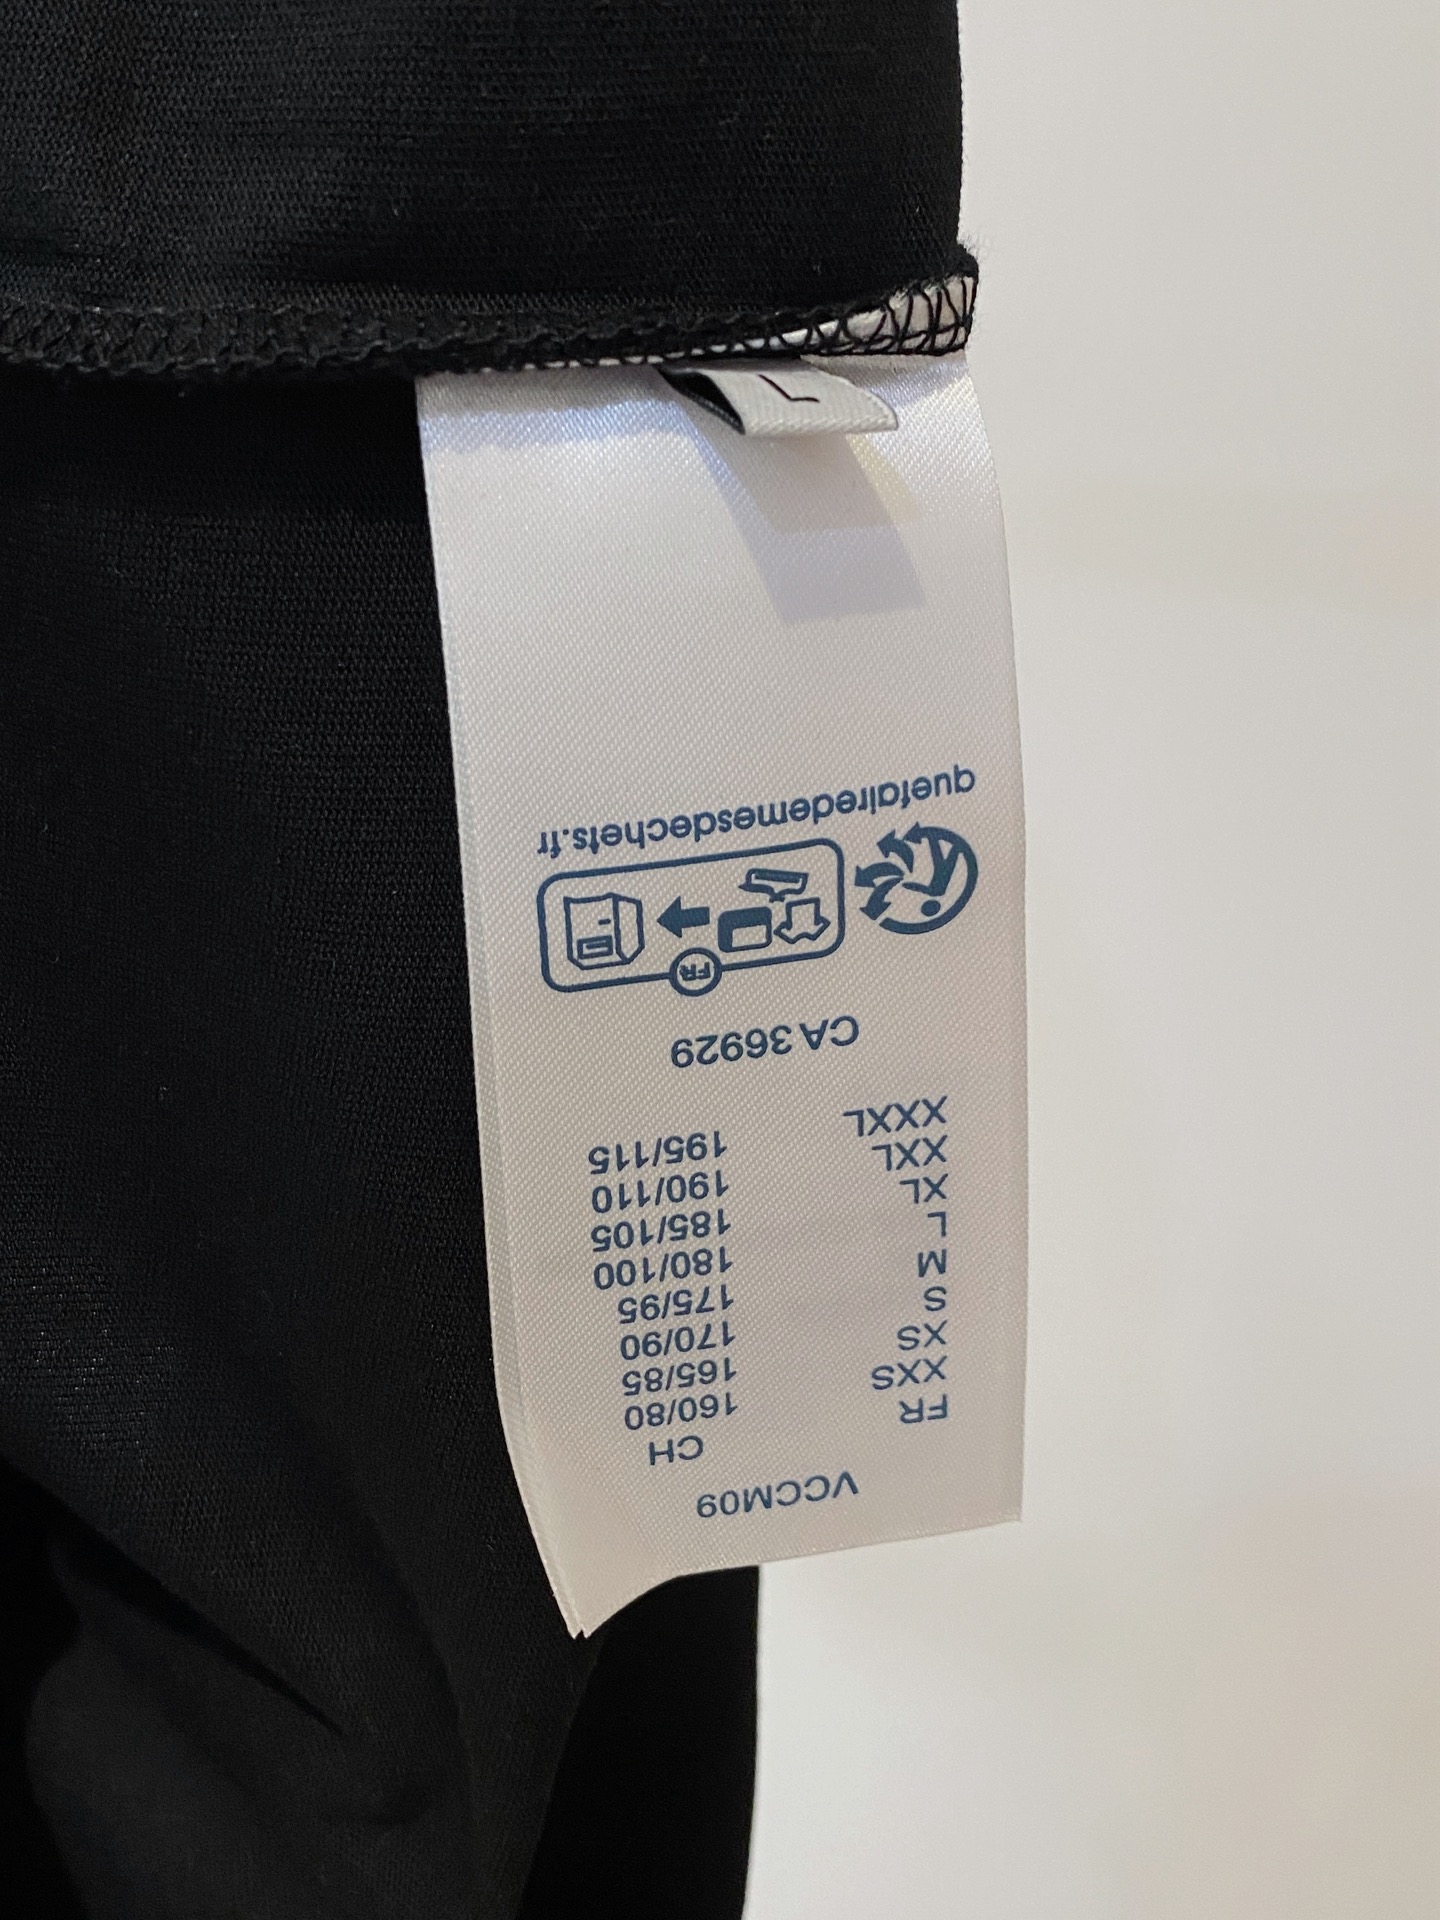 VCCM09
FR CH
XXS 160/80
XS 165/85
S 170/90
M 175/95
L 180/100
XL 185/105
XXL 190/110
XXXL 195/115
CA 36929
FR
quefairedemesdechets.fr
L